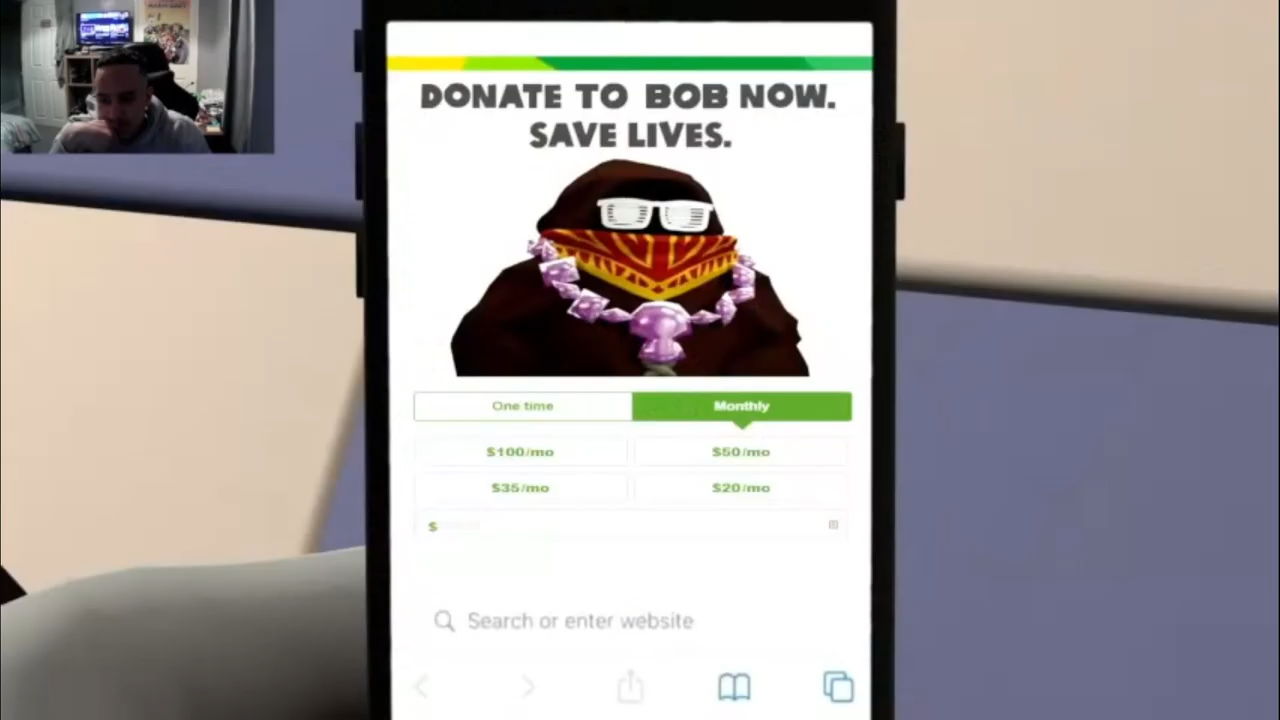 DONATE TO BOB NOW.
SAVE LIVES.
One time
Monthly
$100/mo
$50/mo
$35/mo
$20/mo
$
Search or enter website